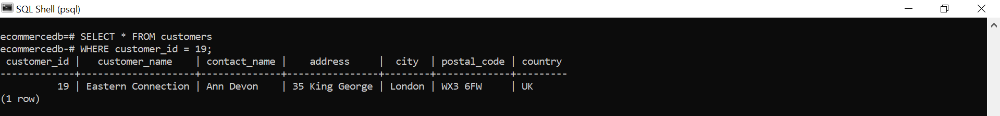 SQL Shell (psql)
ecommercedb=# SELECT * FROM customers
ecommercedb-# WHERE customer_id = 19;
 customer_id |   customer_name    | contact_name |    address     |  city  | postal_code | country
-------------+--------------------+--------------+----------------+--------+-------------+---------
          19 | Eastern Connection | Ann Devon    | 35 King George | London | WX3 6FW     | UK
(1 row)